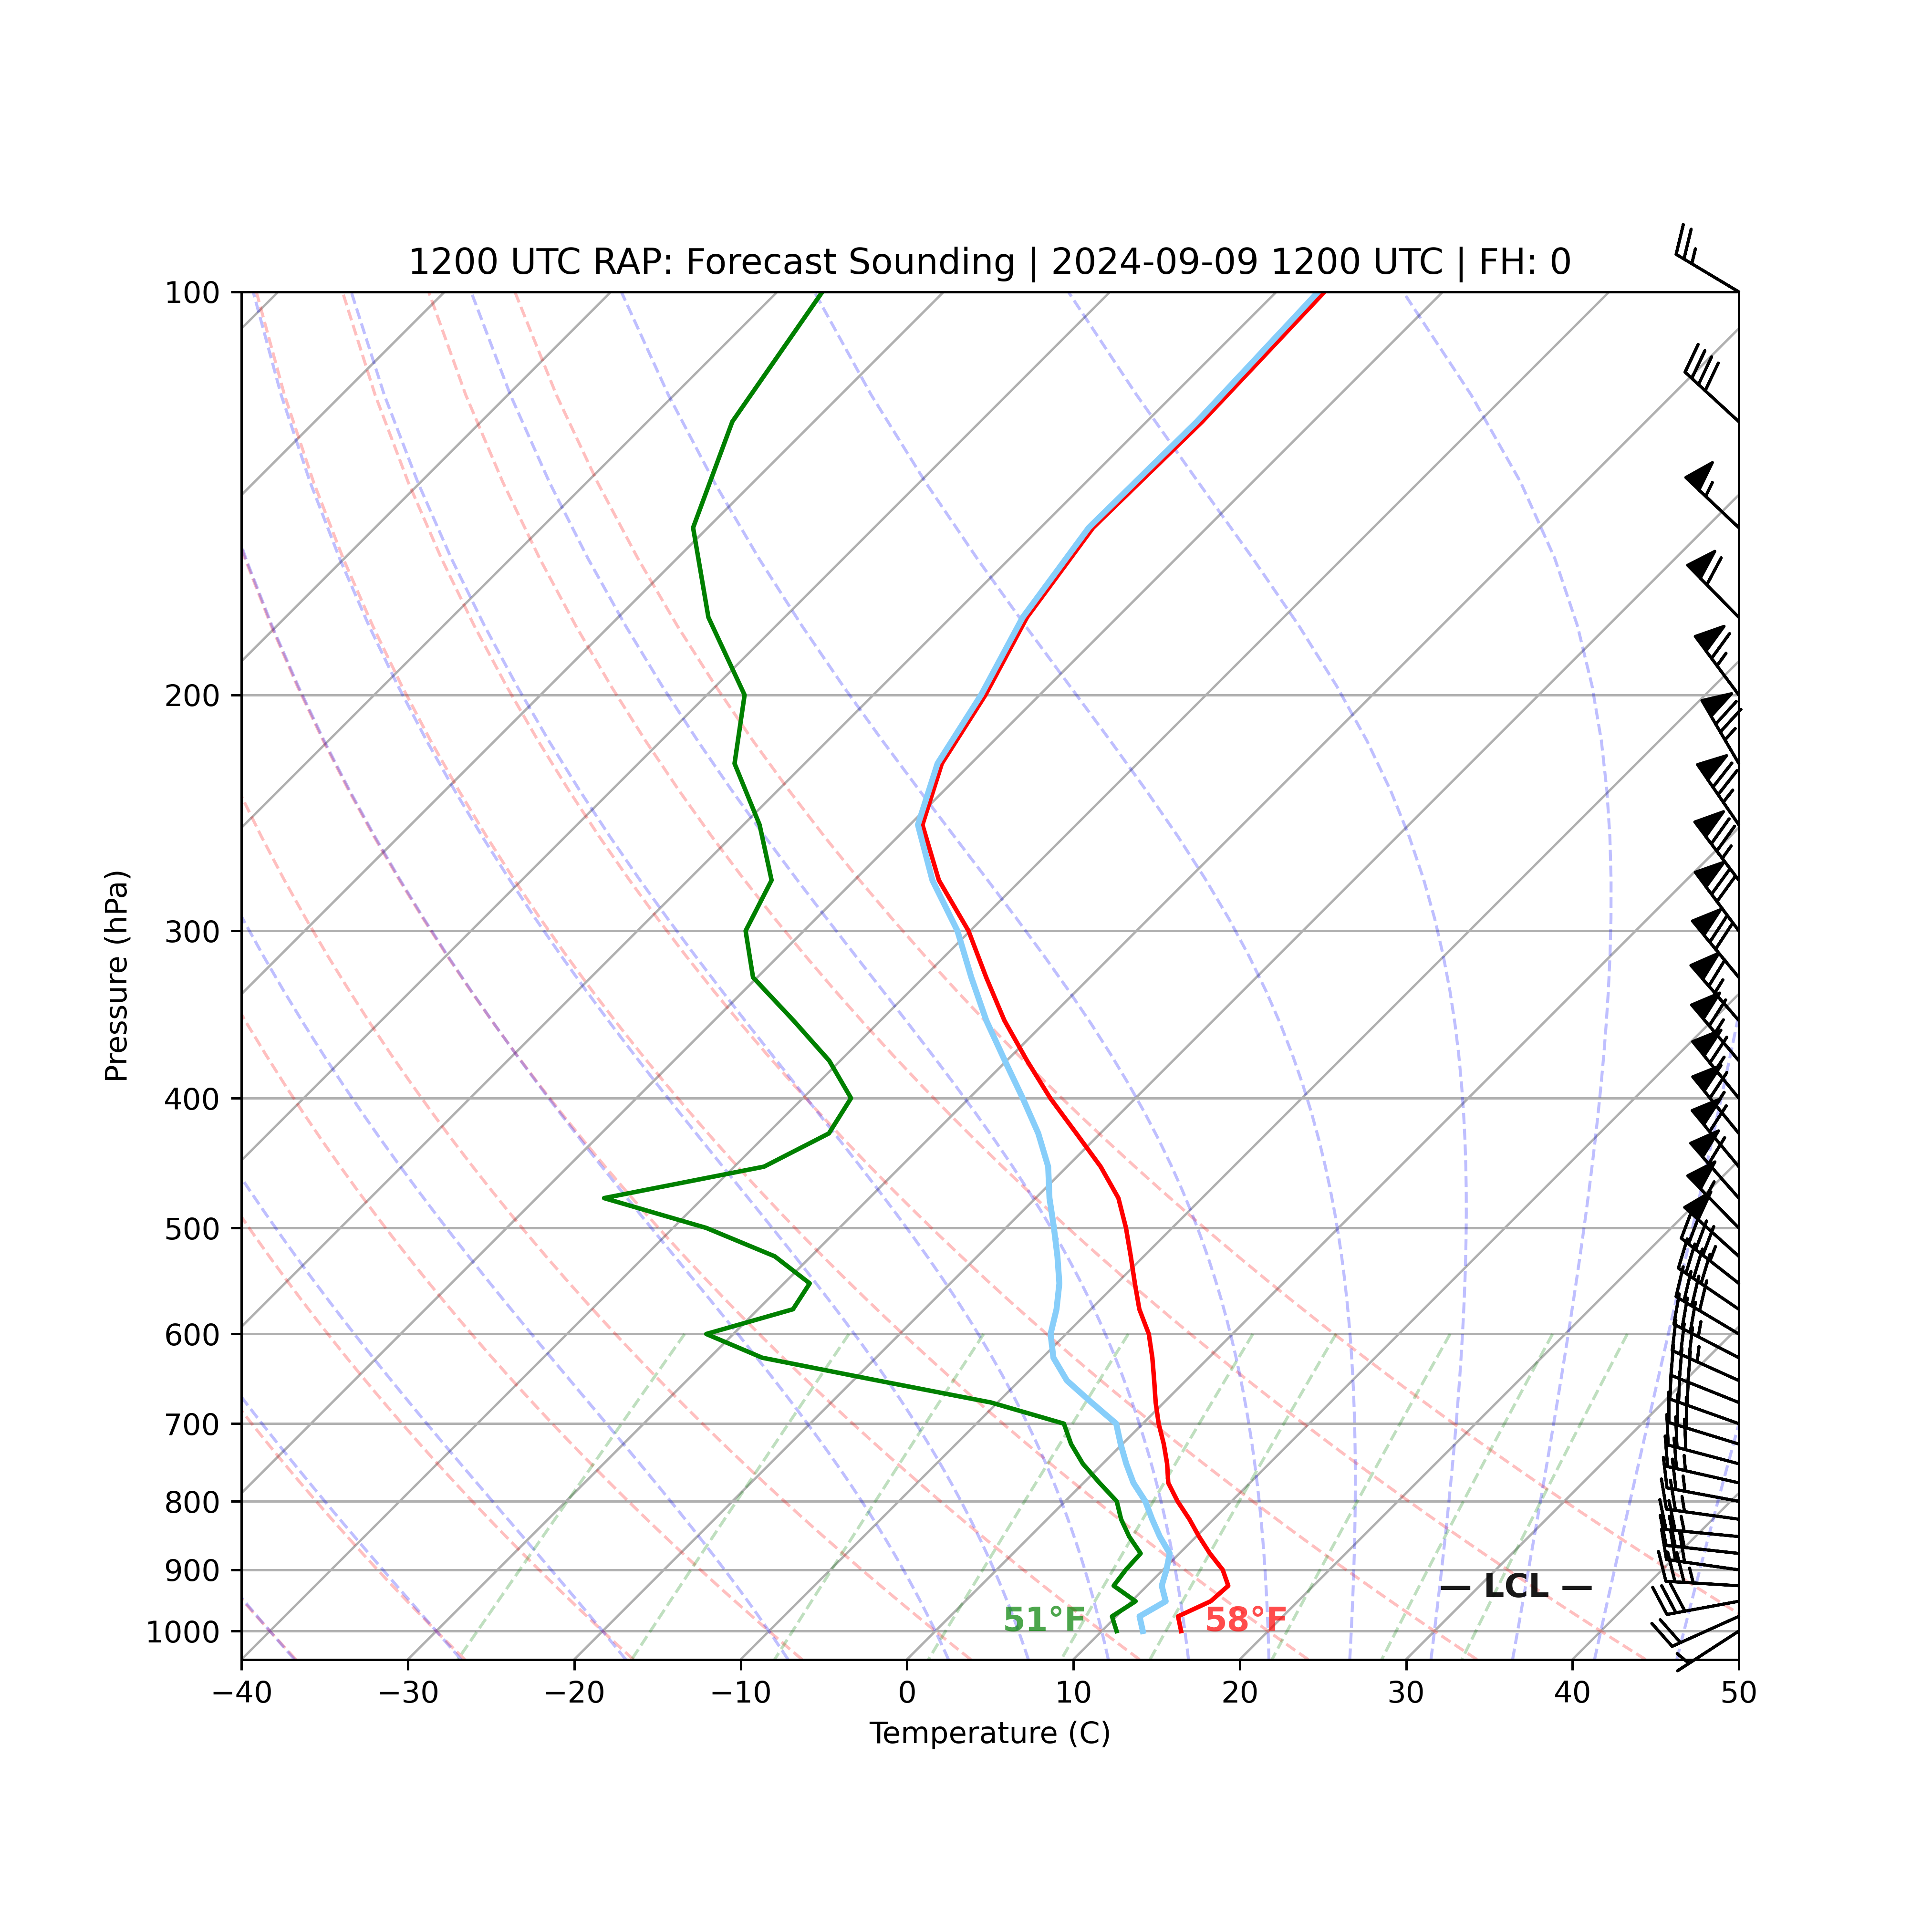 1200 UTC RAP: Forecast Sounding | 2024-09-09 1200 UTC | FH: 0
100
200
300
400
500
600
700
800
900
1000
Pressure (hPa)
— LCL —
51°F
58°F
−40 −30 −20 −10 0 10 20 30 40 50
Temperature (C)